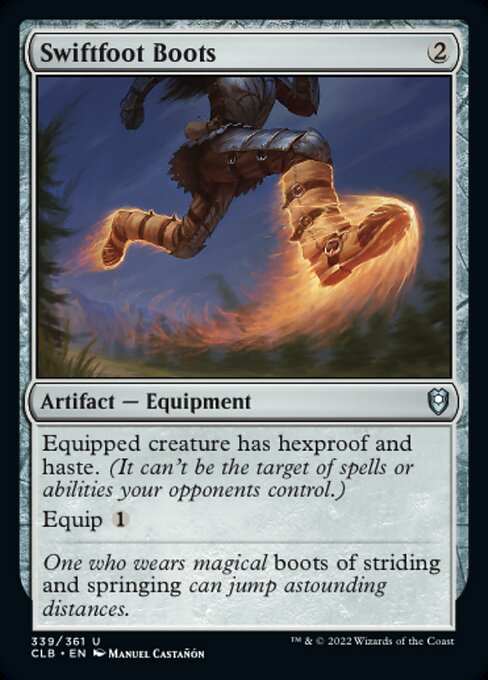 Swiftfoot Boots 2
Artifact — Equipment
Equipped creature has hexproof and
haste. (It can't be the target of spells or
abilities your opponents control.)
Equip 1
One who wears magical boots of striding
and springing can jump astounding
distances.
339/361 U
™ & © 2022 Wizards of the Coast
CLB • EN Manuel Castañón